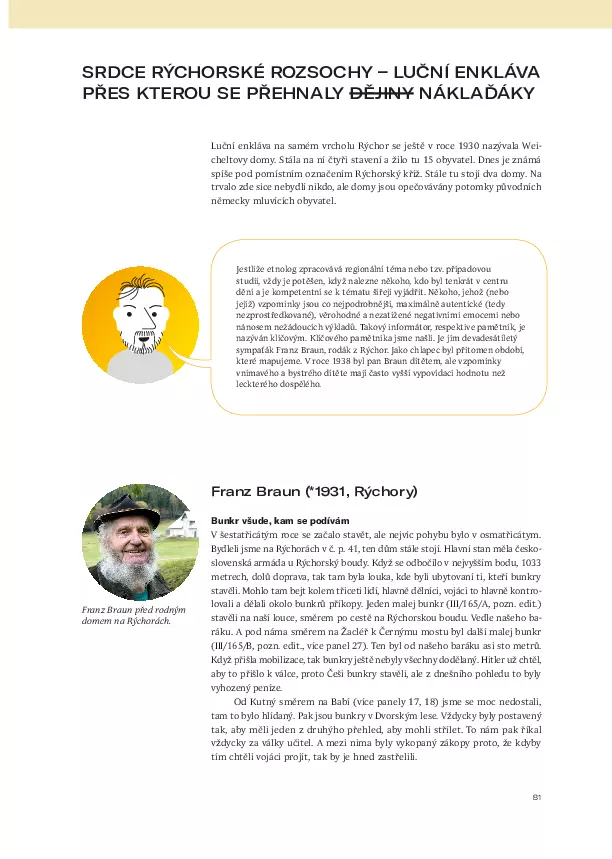 SRDCE RÝCHORSKÉ ROZSOCHY – LUČNÍ ENKLÁVA
PŘES KTEROU SE PŘEHNALY DĚJINY NÁKLAĎÁKY
Luční enkláva na samém vrcholu Rýchor se ještě v roce 1930 nazývala Wei-
cheltovy domy. Stála na ní čtyři stavení a žilo tu 15 obyvatel. Dnes je známá
spíše pod pomístním označením Rýchorský kříž. Stále tu stojí dva domy. Na
trvalo zde sice nebydlí nikdo, ale domy jsou opečovávány potomky původních
německy mluvících obyvatel.
Jestliže etnolog zpracovává regionální téma nebo tzv. případovou
studii, vždy je potěšen, když nalezne někoho, kdo byl tenkrát v centru
dění a je kompetentní se k tématu šířeji vyjádřit. Někoho, jehož (nebo
jejíž) vzpomínky jsou co nejpodrobnější, maximálně autentické (tedy
nezprostředkované), věrohodné a nezatížené negativními emocemi nebo
nánosem nežádoucích výkladů. Takový informátor, respektive pamětník, je
nazýván klíčovým. Klíčového pamětníka jsme našli. Je jím devadesátiletý
sympaťák Franz Braun, rodák z Rýchor. Jako chlapec byl přítomen období,
které mapujeme. V roce 1938 byl pan Braun dítětem, ale vzpomínky
vnímavého a bystrého dítěte mají často vyšší vypovídací hodnotu než
leckterého dospělého.
Franz Braun (*1931, Rýchory)
Bunkr všude, kam se podívám
V šestatřicátým roce se začalo stavět, ale nejvíc pohybu bylo v osmatřicátym.
Bydleli jsme na Rýchorách v č. p. 41, ten dům stále stojí. Hlavní stan měla česko-
slovenská armáda u Rýchorský boudy. Když se odbočilo v nejvyšším bodu, 1033
metrech, dolů doprava, tak tam byla louka, kde byli ubytovaní ti, kteří bunkry
stavěli. Mohlo tam bejt kolem třiceti lidí, hlavně dělníci, vojáci to hlavně kontro-
lovali a dělali okolo bunkrů příkopy. Jeden malej bunkr (III/165/A, pozn. edit.)
stavěli na naší louce, směrem po cestě na Rýchorskou boudu. Vedle našeho ba-
ráku. A pod náma směrem na Žacléř k Černýmu mostu byl další malej bunkr
(III/165/B, pozn. edit., více panely 27). Ten byl od našeho baráku asi sto metrů.
Když přišla mobilizace, tak bunkry ještě nebyly všechny dodělaný. Hitler už chtěl,
aby to přišlo k válce, proto Češi bunkry stavěli, ale z dnešního pohledu to byly
vyhozený peníze.
Od Kutný směrem na Babí (více panely 17, 18) jsme se moc nedostali,
tam to bylo hlídaný. Pak jsou bunkry v Dvorským lese. Vždycky byly postavený
tak, aby měli jeden z druhýho přehled, aby mohli střílet. To nám pak říkal
vždycky za války učitel. A mezi nima byly vykopaný zákopy proto, že kdyby
tím chtěli vojáci projít, tak by je hned zastřelili.
Franz Braun před rodným
domem na Rýchorách.
81